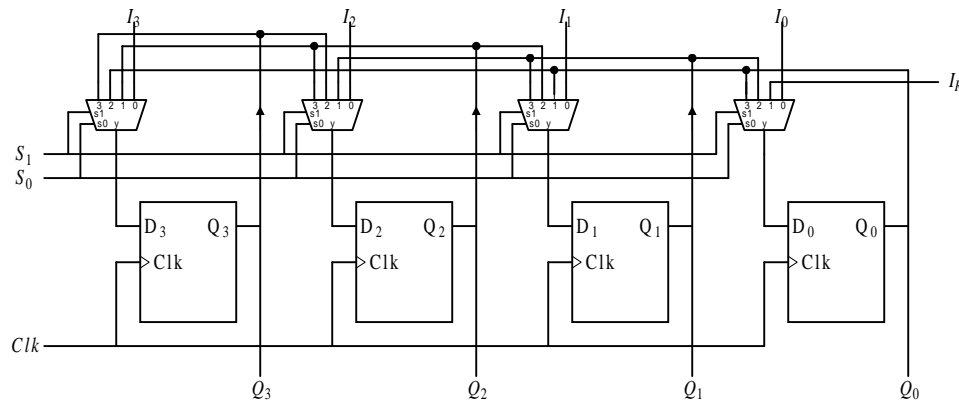 I3 I2 I1 I0
3 2 1 0 3 2 1 0 3 2 1 0 3 2 1 0
s1 s1 s1 s1
s0 y s0 y s0 y s0 y
S1
S0
D3 Q3 D2 Q2 D1 Q1 D0 Q0
Clk Clk Clk Clk
Clk
Q3 Q2 Q1 Q0